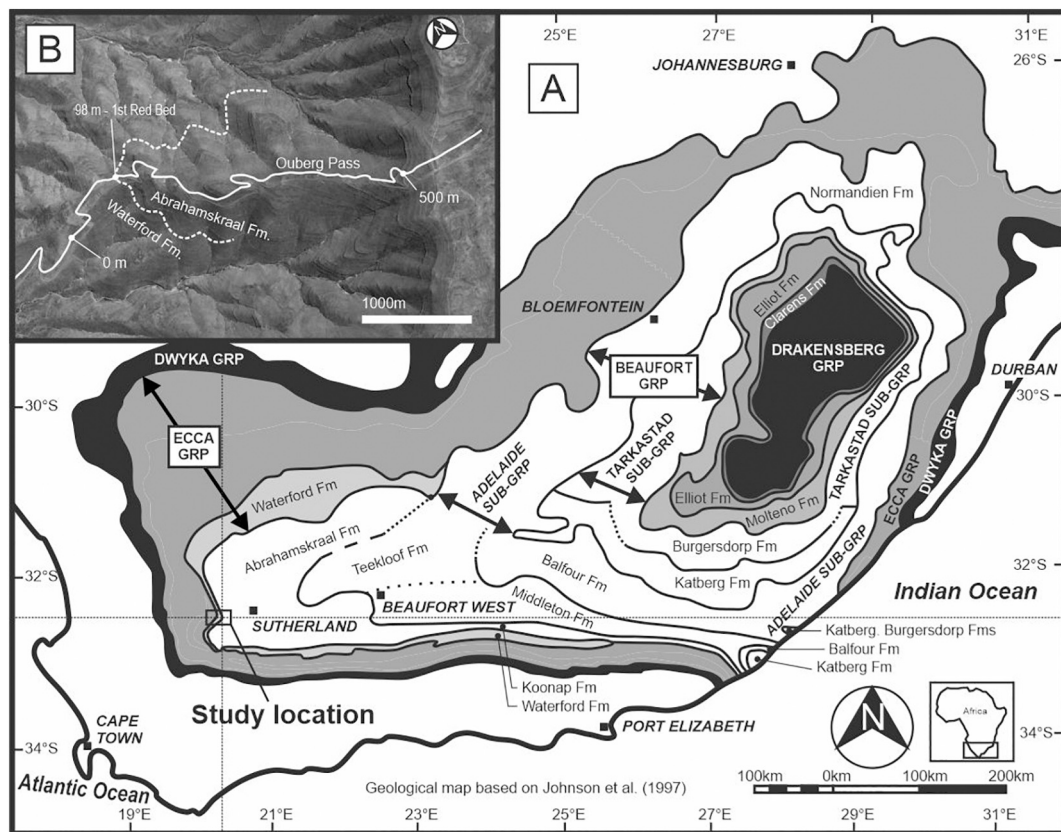 B
98 m - 1st Red Bed
Ouberg Pass
500 m
Abrahamskraal Fm.
Waterford Fm.
0 m
1000m
A
25°E
27°E
31°E
26°S
JOHANNESBURG
Normandien Fm
Elliot Fm
Clarens Fm
BLOEMFONTEIN
DRAKENSBERG
GRP
BEAUFORT
GRP
DURBAN
DWYKA GRP
30°S
30°S
ECCA
GRP
TARKASTAD
SUB-GRP
TARKASTAD SUB-GRP
ADELAIDE
SUB-GRP
ECCA GRP
DWYKA GRP
Waterford Fm
Elliot Fm
Molteno Fm
Abrahamskraal Fm
Teekloof Fm
Burgersdorp Fm
Balfour Fm
Katberg Fm
ADELAIDE SUB-GRP
32°S
32°S
Indian Ocean
BEAUFORT WEST
Middleton Fm
SUTHERLAND
Katberg. Burgersdorp Fms
Balfour Fm
Katberg Fm
Koonap Fm
Waterford Fm
Study location
N
Africa
CAPE
TOWN
PORT ELIZABETH
34°S
34°S
Atlantic Ocean
100km 0km 100km 200km
Geological map based on Johnson et al. (1997)
19°E
21°E
23°E
25°E
27°E
29°E
31°E